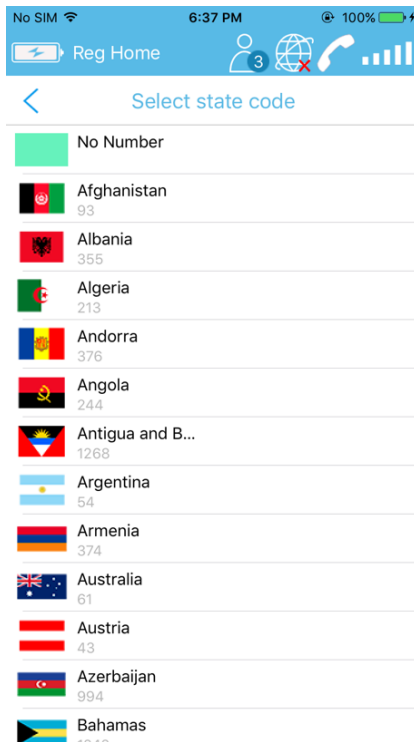 No SIM 6:37 PM 100%
Reg Home 3
Select state code
No Number
Afghanistan
93
Albania
355
Algeria
213
Andorra
376
Angola
244
Antigua and B...
1268
Argentina
54
Armenia
374
Australia
61
Austria
43
Azerbaijan
994
Bahamas